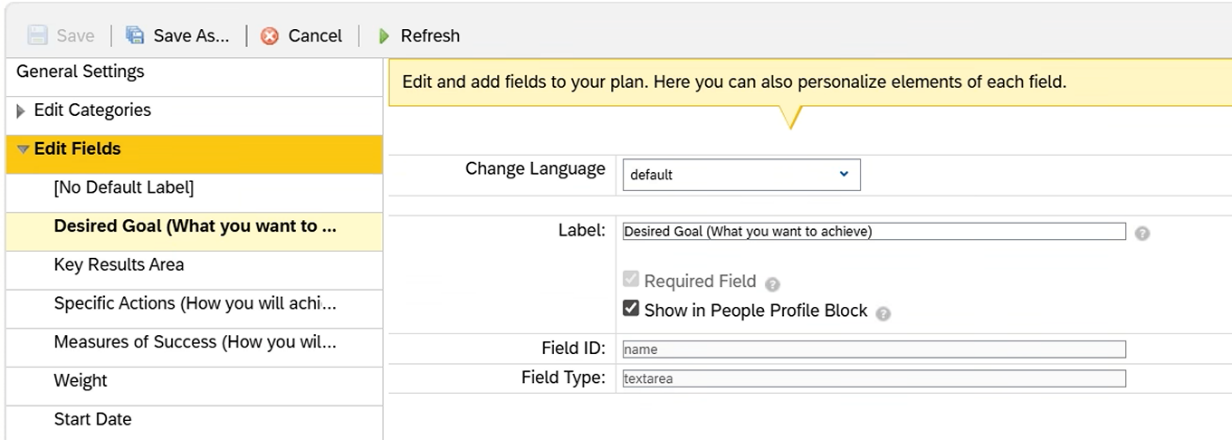 Save Save As... Cancel Refresh
General Settings
Edit Categories
Edit Fields
[No Default Label]
Desired Goal (What you want to ...
Key Results Area
Specific Actions (How you will achi...
Measures of Success (How you wil...
Weight
Start Date
Edit and add fields to your plan. Here you can also personalize elements of each field.
Change Language default
Label: Desired Goal (What you want to achieve) ?
Required Field ?
Show in People Profile Block ?
Field ID: name
Field Type: textarea